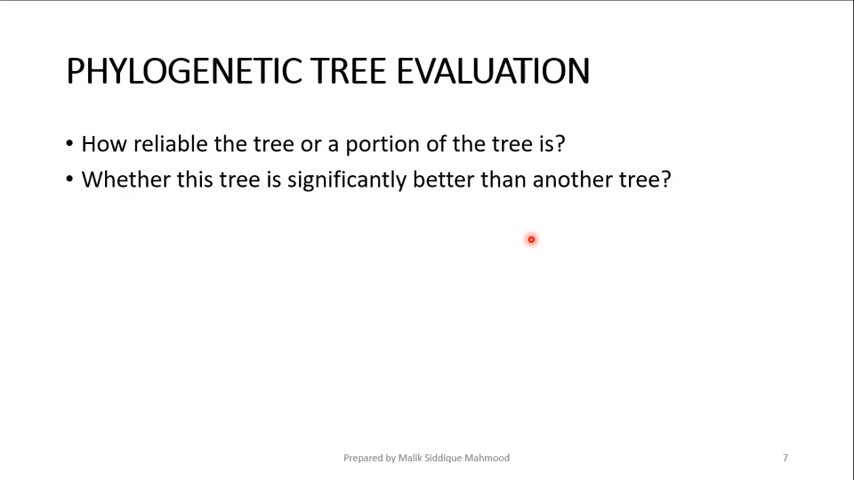 PHYLOGENETIC TREE EVALUATION
• How reliable the tree or a portion of the tree is?
• Whether this tree is significantly better than another tree?
Prepared by Malik Siddique Mahmood
7